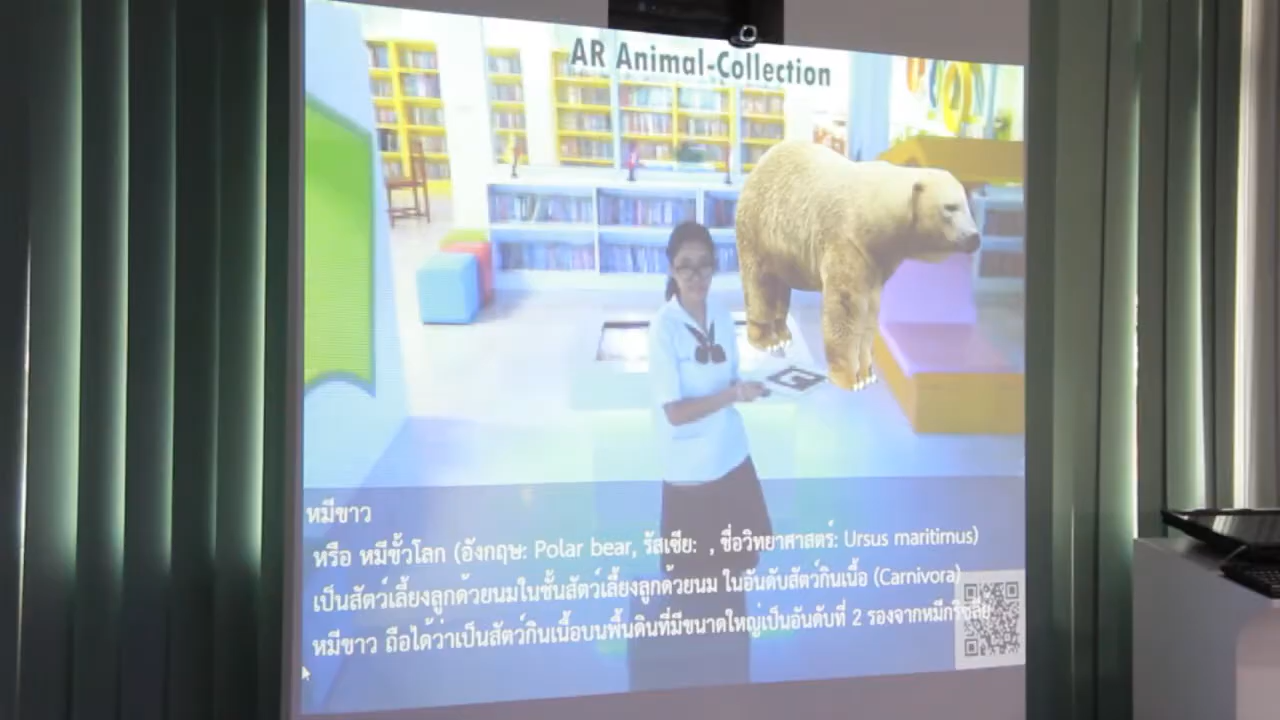 AR Animal-Collection
หมีขาว
หรือ หมีขั้วโลก (อังกฤษ: Polar bear, รัสเซีย: , ชื่อวิทยาศาสตร์: Ursus maritimus)
เป็นสัตว์เลี้ยงลูกด้วยนมในชั้นสัตว์เลี้ยงลูกด้วยนม ในอันดับสัตว์กินเนื้อ (Carnivora)
หมีขาว ถือได้ว่าเป็นสัตว์กินเนื้อบนพื้นดินที่มีขนาดใหญ่เป็นอันดับที่ 2 รองจากหมีกริซลีย์